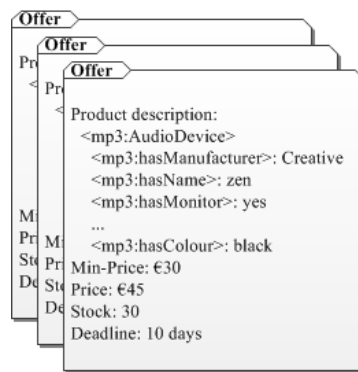 Offer
Offer
Offer
Product description:
<mp3:AudioDevice>
<mp3:hasManufacturer>: Creative
<mp3:hasName>: zen
<mp3:hasMonitor>: yes
...
<mp3:hasColour>: black
Min-Price: €30
Price: €45
Stock: 30
Deadline: 10 days